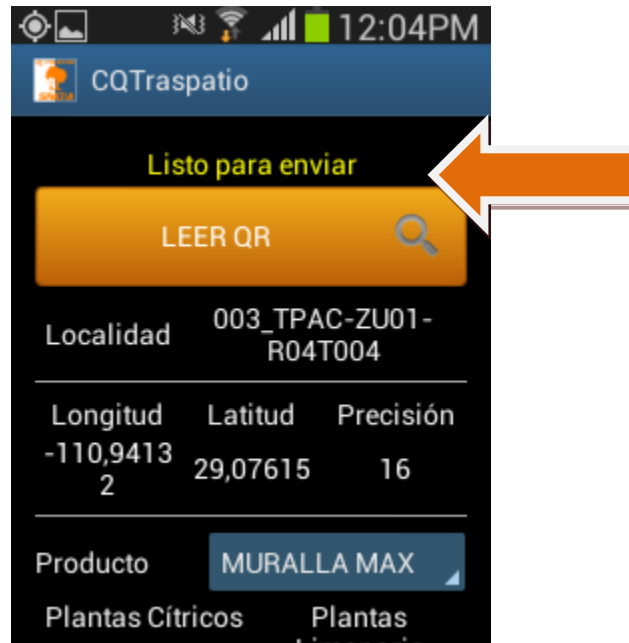 12:04PM
CQTraspatio
Listo para enviar
LEER QR
Localidad 003_TPAC-ZU01-
R04T004
Longitud Latitud Precisión
-110,9413
2 29,07615 16
Producto MURALLA MAX
Plantas Cítricos Plantas